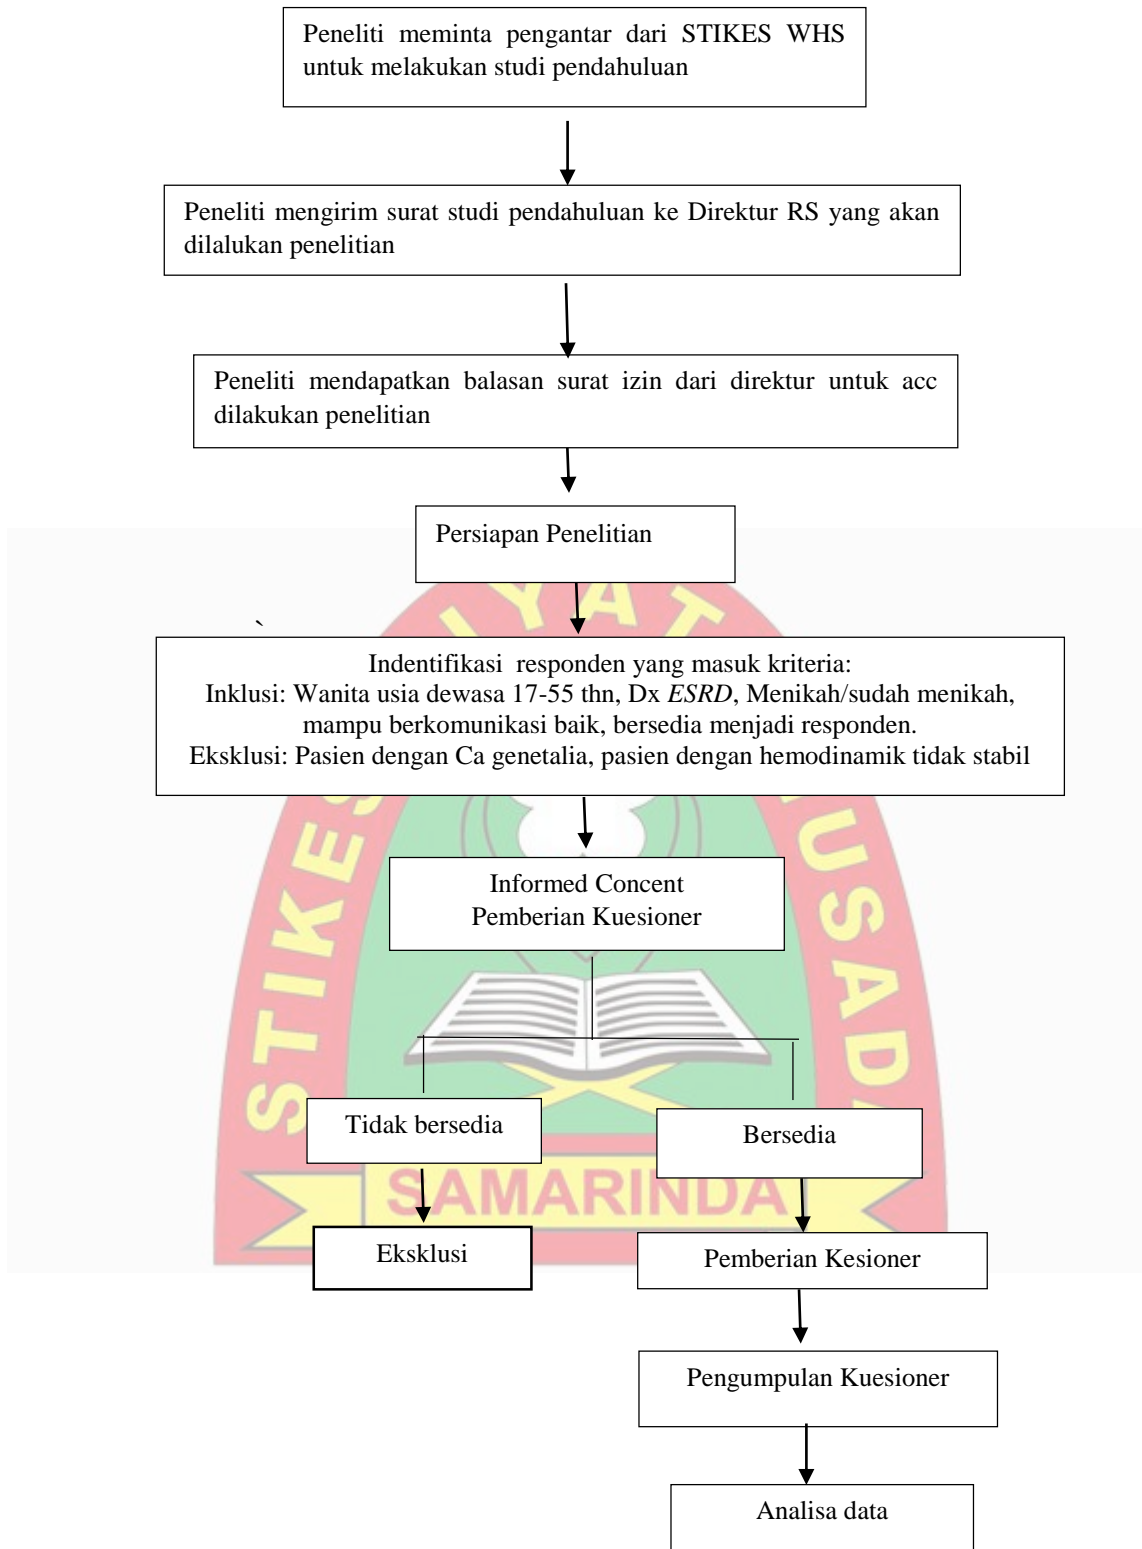 Peneliti meminta pengantar dari STIKES WHS
untuk melakukan studi pendahuluan
Peneliti mengirim surat studi pendahuluan ke Direktur RS yang akan
dilalukan penelitian
Peneliti mendapatkan balasan surat izin dari direktur untuk acc
dilakukan penelitian
Persiapan Penelitian
`
Indentifikasi responden yang masuk kriteria:
Inklusi: Wanita usia dewasa 17-55 thn, Dx ESRD, Menikah/sudah menikah,
mampu berkomunikasi baik, bersedia menjadi responden.
Eksklusi: Pasien dengan Ca genetalia, pasien dengan hemodinamik tidak stabil
Informed Concent
Pemberian Kuesioner
Tidak bersedia
Bersedia
Eksklusi
Pemberian Kesioner
Pengumpulan Kuesioner
Analisa data
STIKES
SAMARINDA